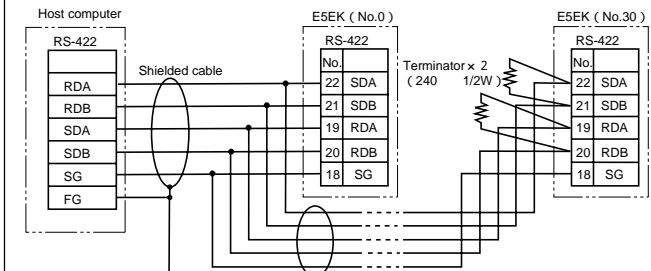 Host computer
RS-422
RDA
RDB
SDA
SDB
SG
FG
Shielded cable
E5EK ( No.0 )
RS-422
No.
22 SDA
21 SDB
19 RDA
20 RDB
18 SG
Terminator × 2
( 240 1/2W )
E5EK ( No.30 )
RS-422
No.
22 SDA
21 SDB
19 RDA
20 RDB
18 SG